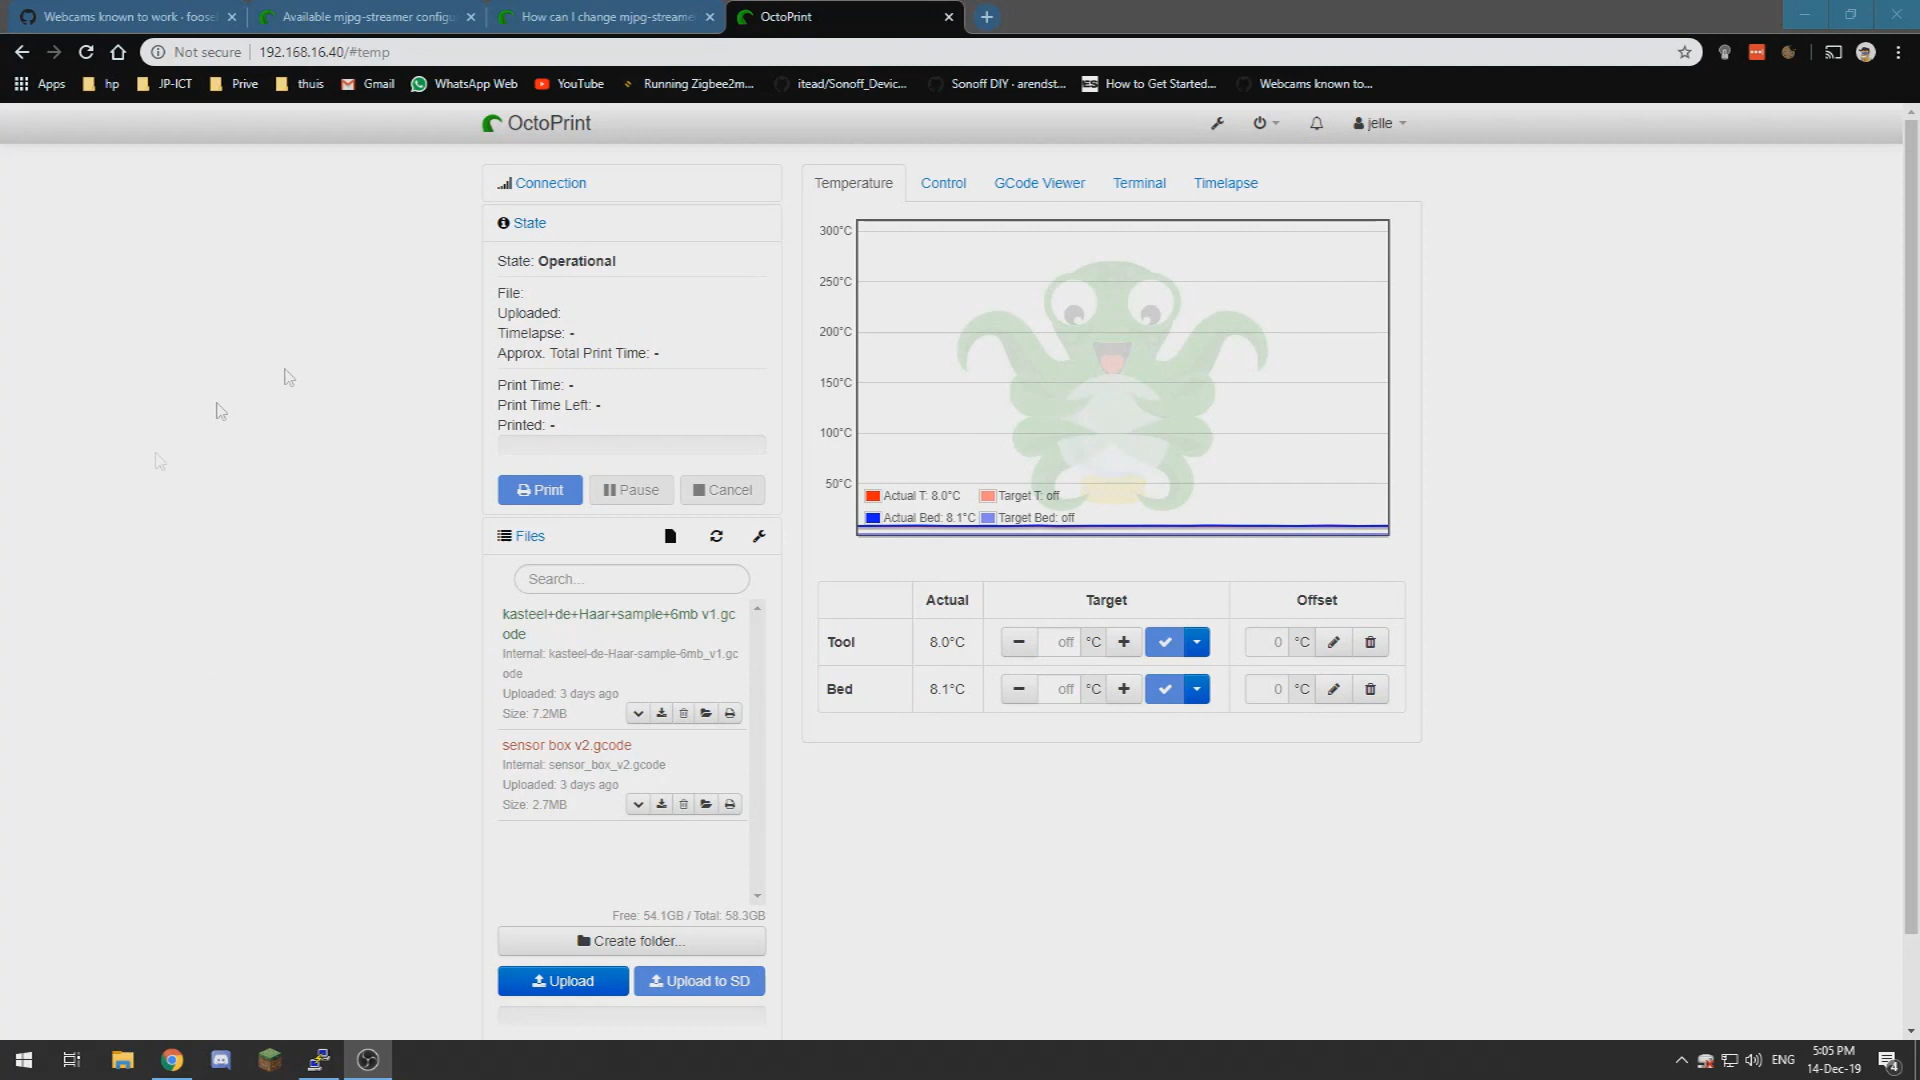 Webcams known to work · foosel
Available mjpg-streamer configu
How can I change mjpg-streame
OctoPrint
Not secure
192.168.16.40/#temp
Apps
hp
JP-ICT
Prive
thuis
Gmail
WhatsApp Web
YouTube
Running Zigbee2m...
itead/Sonoff_Devic...
Sonoff DIY · arendst...
How to Get Started...
Webcams known to...
OctoPrint
jelle
Connection
State
State: Operational
File:
Uploaded:
Timelapse: -
Approx. Total Print Time: -
Print Time: -
Print Time Left: -
Printed: -
Print
Pause
Cancel
Files
Search...
kasteel+de+Haar+sample+6mb v1.gc
ode
Internal: kasteel-de-Haar-sample-6mb_v1.gc
ode
Uploaded: 3 days ago
Size: 7.2MB
sensor box v2.gcode
Internal: sensor_box_v2.gcode
Uploaded: 3 days ago
Size: 2.7MB
Free: 54.1GB / Total: 58.3GB
Create folder...
Upload
Upload to SD
Temperature
Control
GCode Viewer
Terminal
Timelapse
300°C
250°C
200°C
150°C
100°C
50°C
Actual T: 8.0°C
Target T: off
Actual Bed: 8.1°C
Target Bed: off
Actual
Target
Offset
Tool
8.0°C
off °C
0 °C
Bed
8.1°C
off °C
0 °C
ENG
5:05 PM
14-Dec-19
4